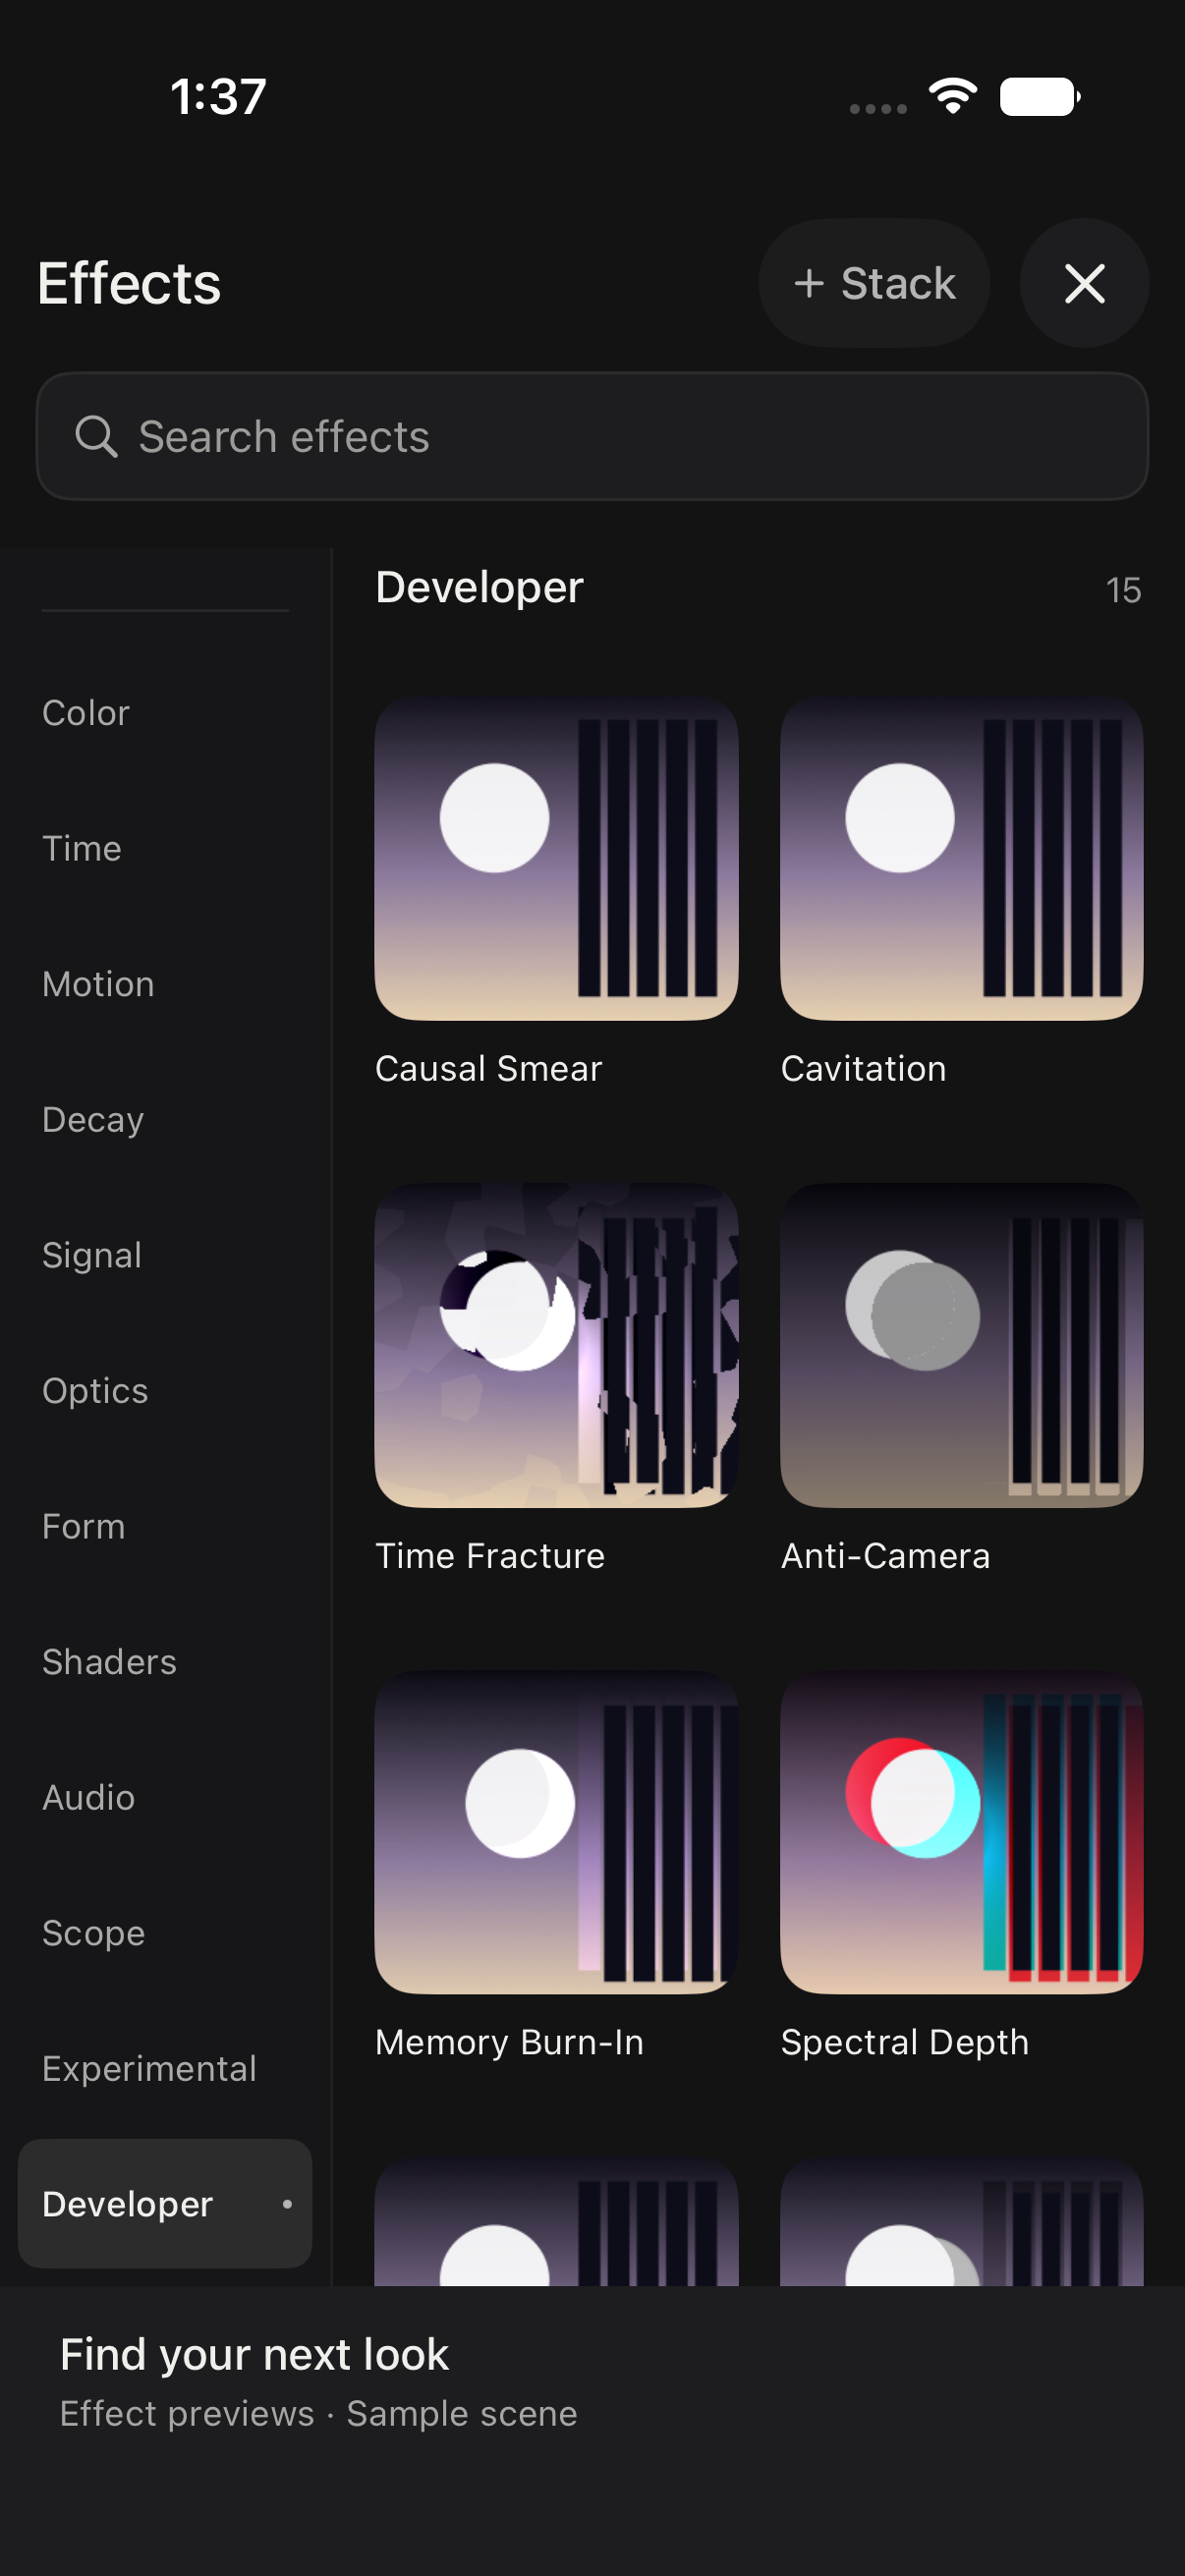 1:37
Effects
+ Stack
Search effects
Color
Time
Motion
Decay
Signal
Optics
Form
Shaders
Audio
Scope
Experimental
Developer
Developer
15
Causal Smear
Cavitation
Time Fracture
Anti-Camera
Memory Burn-In
Spectral Depth
Find your next look
Effect previews · Sample scene